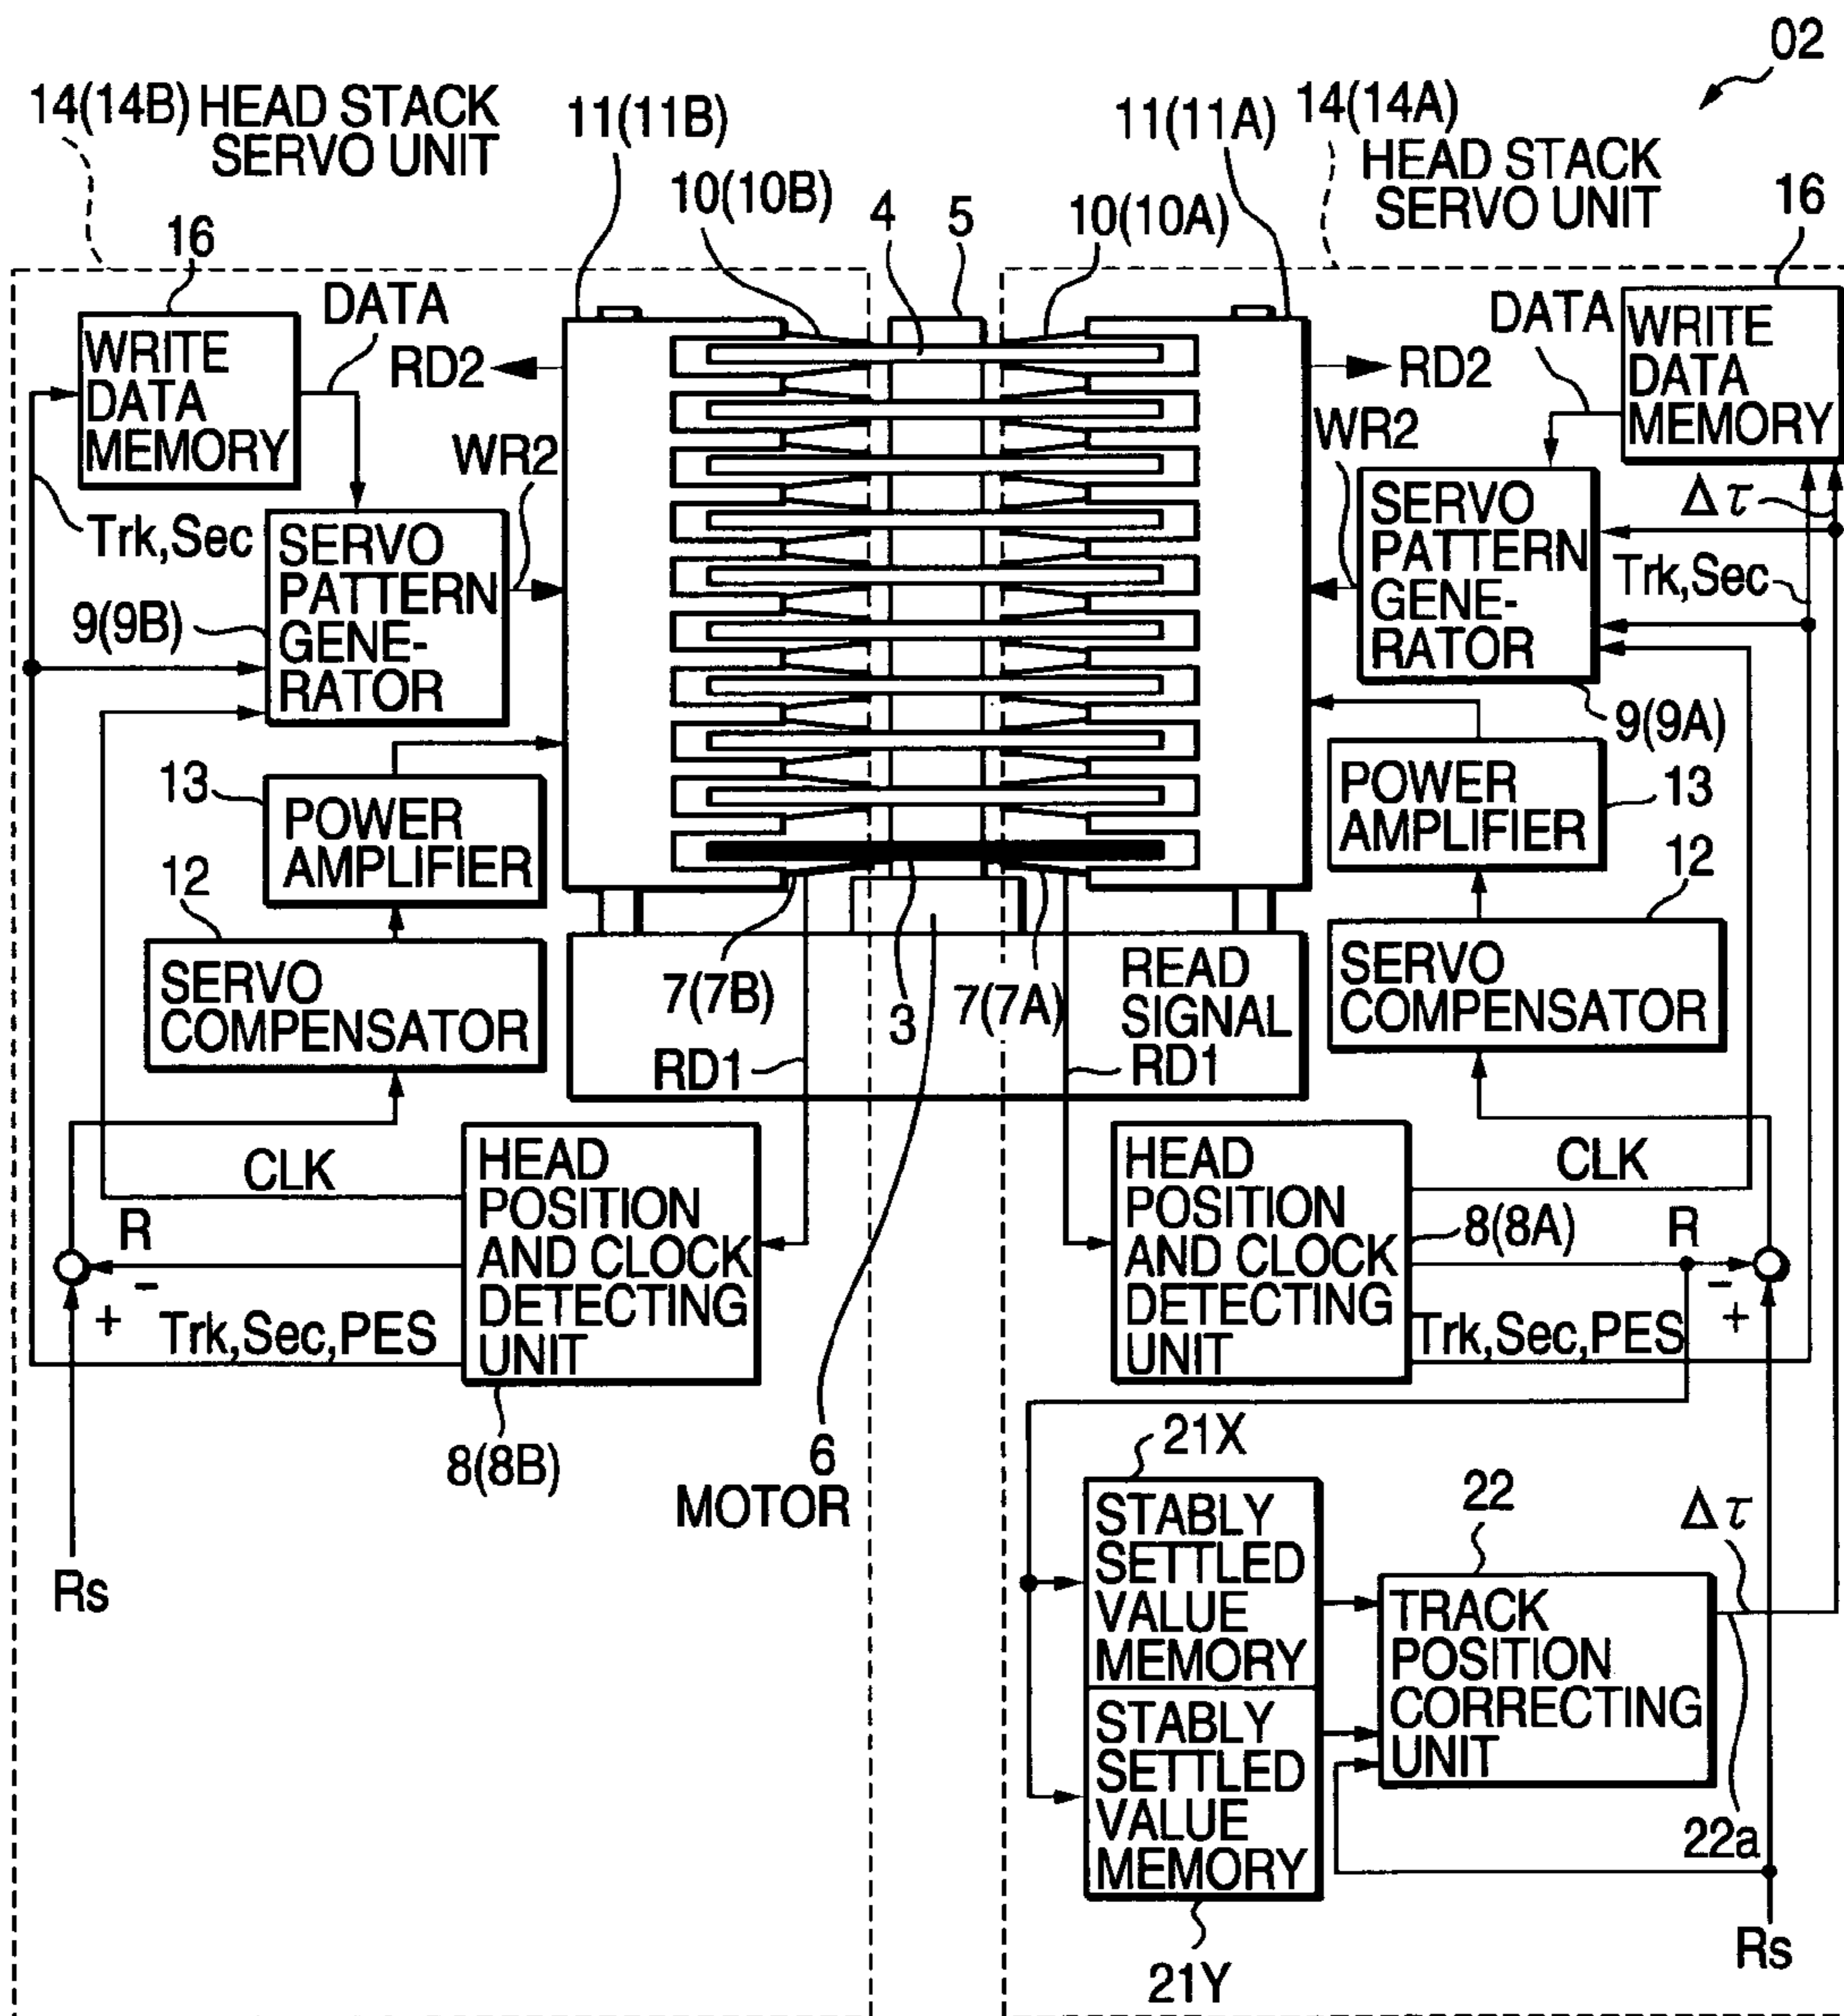 02
14(14B) HEAD STACK
SERVO UNIT
11(11B)
11(11A)
14(14A)
HEAD STACK
SERVO UNIT
10(10B)
4
5
10(10A)
16
16
DATA
RD2
WRITE
DATA
MEMORY
WR2
Trk,Sec
SERVO
PATTERN
GENE-
RATOR
9(9B)
DATA
RD2
WRITE
DATA
MEMORY
WR2
Δτ
SERVO
PATTERN
GENE-
RATOR
Trk,Sec
9(9A)
13
POWER
AMPLIFIER
POWER
AMPLIFIER
13
12
SERVO
COMPENSATOR
12
SERVO
COMPENSATOR
7(7B)
3
7(7A)
READ
SIGNAL
RD1
RD1
CLK
HEAD
POSITION
AND CLOCK
DETECTING
UNIT
R
-
+
Trk,Sec,PES
8(8B)
Rs
6
MOTOR
HEAD
POSITION
AND CLOCK
DETECTING
UNIT
CLK
8(8A)
R
-
+
Trk,Sec,PES
21X
STABLY
SETTLED
VALUE
MEMORY
STABLY
SETTLED
VALUE
MEMORY
21Y
22
TRACK
POSITION
CORRECTING
UNIT
Δτ
22a
Rs